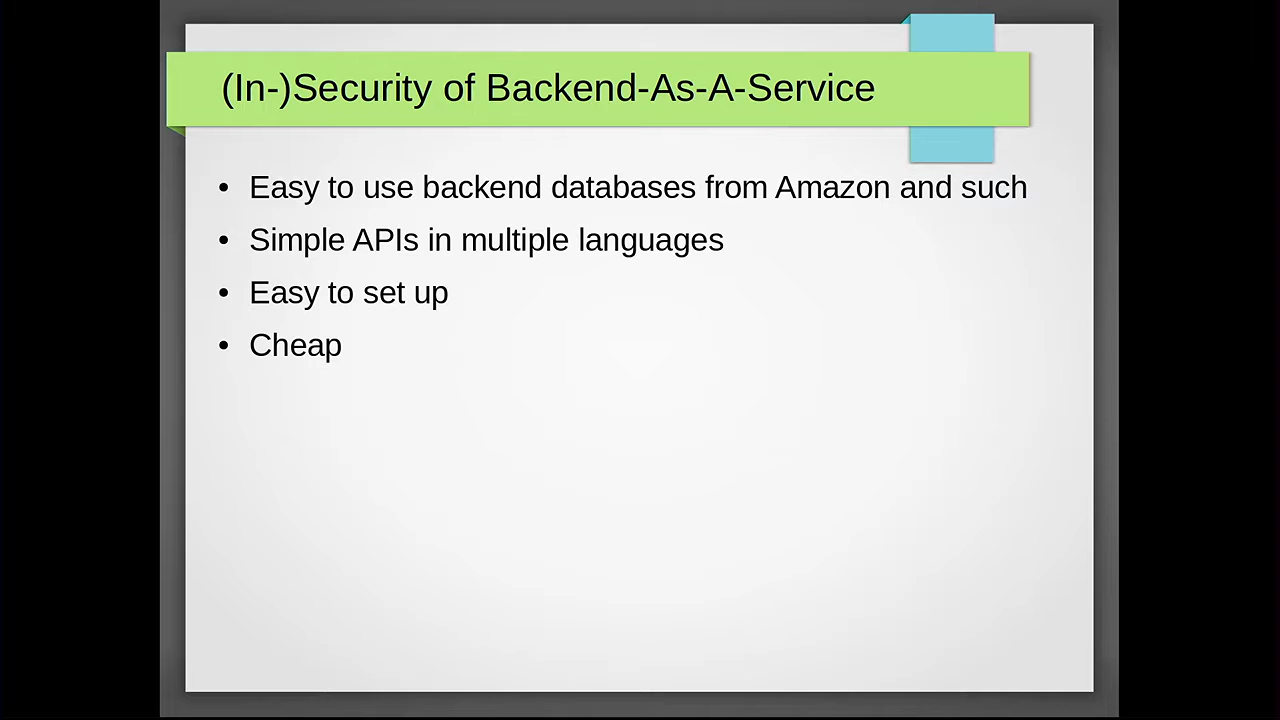 (In-)Security of Backend-As-A-Service
• Easy to use backend databases from Amazon and such
• Simple APIs in multiple languages
• Easy to set up
• Cheap